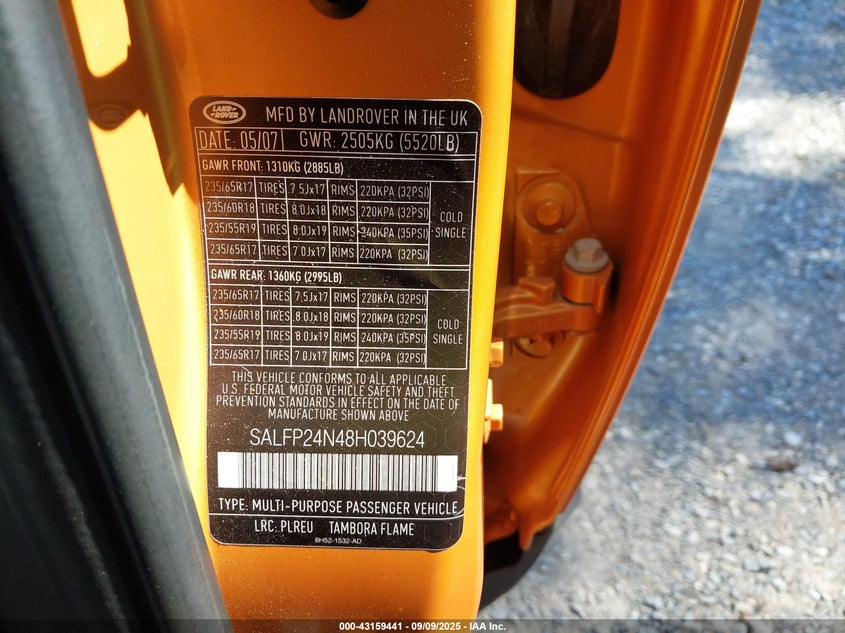 LAND ROVER
MFD BY LANDROVER IN THE UK
DATE: 05/07 GWR: 2505KG (5520LB)
GAWR FRONT: 1310KG (2885LB)
235/65R17 TIRES 7.5Jx17 RIMS 220KPA (32PSI)
235/60R18 TIRES 8.0Jx18 RIMS 220KPA (32PSI)
235/55R19 TIRES 8.0Jx19 RIMS 240KPA (35PSI)
235/65R17 TIRES 7.0Jx17 RIMS 220KPA (32PSI)
COLD
SINGLE
GAWR REAR: 1360KG (2995LB)
235/65R17 TIRES 7.5Jx17 RIMS 220KPA (32PSI)
235/60R18 TIRES 8.0Jx18 RIMS 220KPA (32PSI)
235/55R19 TIRES 8.0Jx19 RIMS 240KPA (35PSI)
235/65R17 TIRES 7.0Jx17 RIMS 220KPA (32PSI)
COLD
SINGLE
THIS VEHICLE CONFORMS TO ALL APPLICABLE
U.S. FEDERAL MOTOR VEHICLE SAFETY AND THEFT
PREVENTION STANDARDS IN EFFECT ON THE DATE OF
MANUFACTURE SHOWN ABOVE
SALFP24N48H039624
TYPE: MULTI-PURPOSE PASSENGER VEHICLE
LRC: PLREU TAMBORA FLAME
6H52-1532-AD
000-43159441 - 09/09/2025 - IAA Inc.